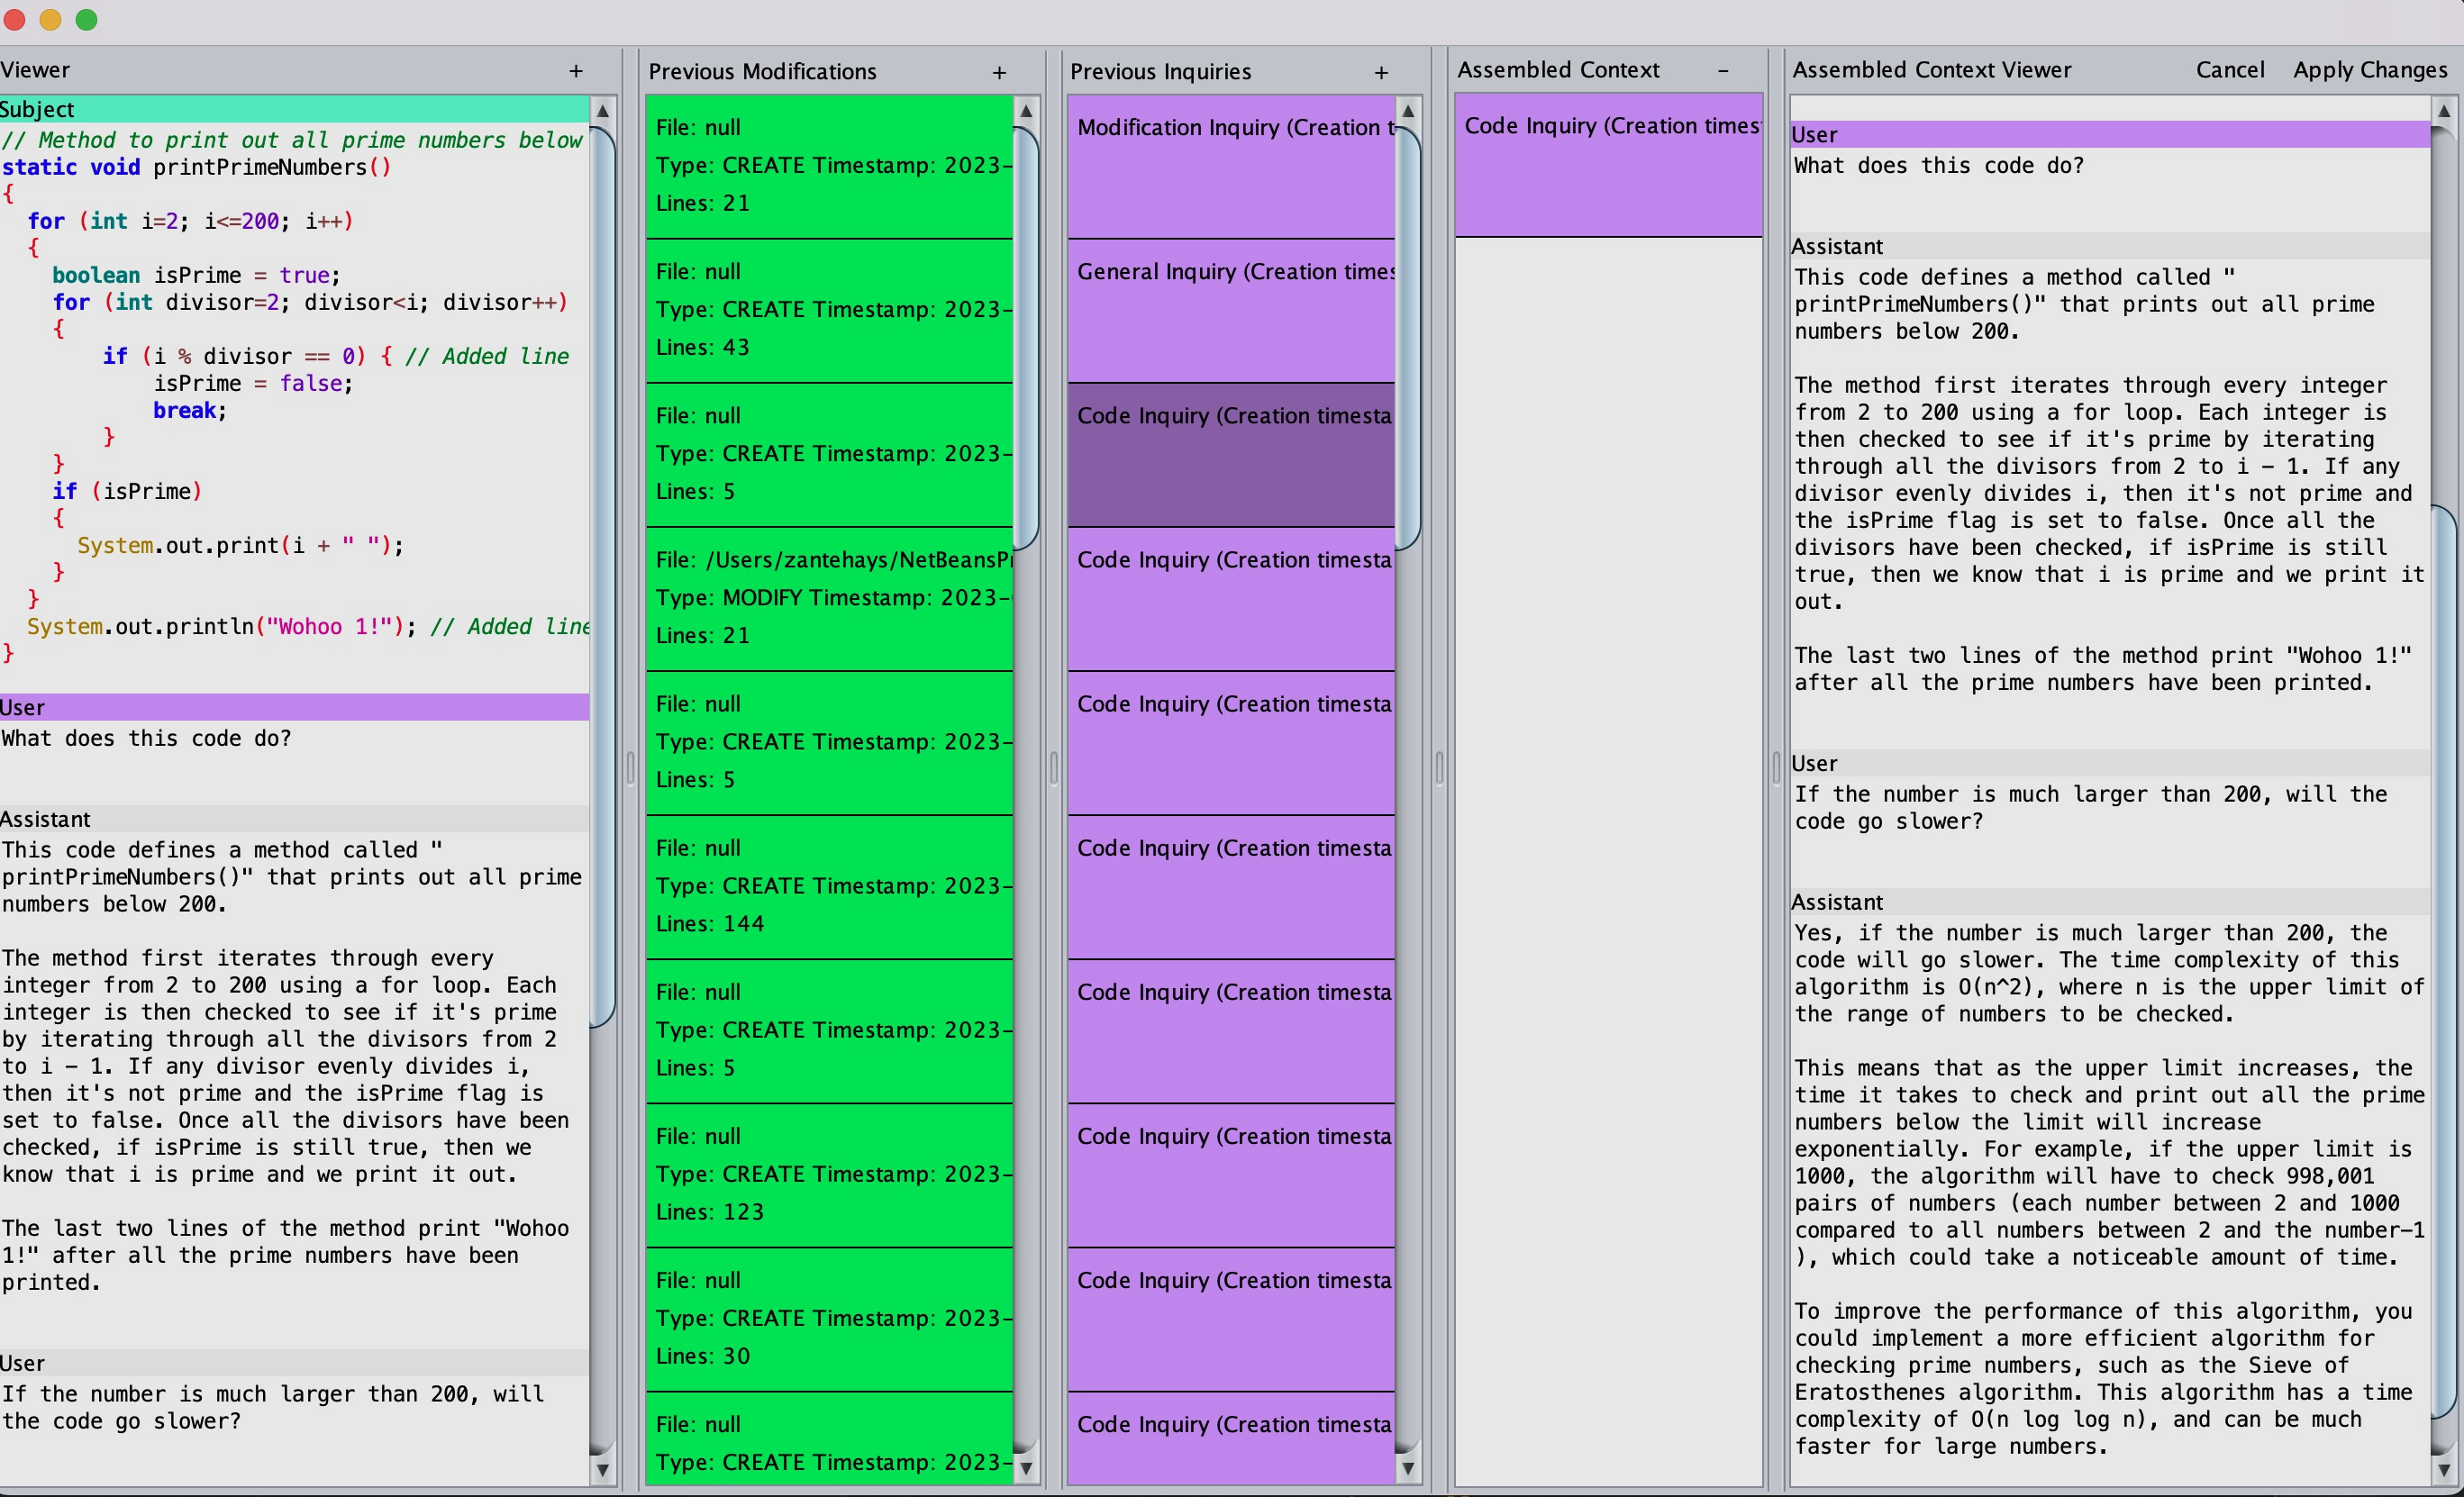 Viewer +
Subject
// Method to print out all prime numbers below
static void printPrimeNumbers()
{
for (int i=2; i<=200; i++)
{
boolean isPrime = true;
for (int divisor=2; divisor<i; divisor++)
{
if (i % divisor == 0) { // Added line
isPrime = false;
break;
}
}
if (isPrime)
{
System.out.print(i + " ");
}
}
System.out.println("Wohoo 1!"); // Added line
}
User
What does this code do?
Assistant
This code defines a method called "
printPrimeNumbers()" that prints out all prime
numbers below 200.
The method first iterates through every
integer from 2 to 200 using a for loop. Each
integer is then checked to see if it's prime
by iterating through all the divisors from 2
to i - 1. If any divisor evenly divides i,
then it's not prime and the isPrime flag is
set to false. Once all the divisors have been
checked, if isPrime is still true, then we
know that i is prime and we print it out.
The last two lines of the method print "Wohoo
1!" after all the prime numbers have been
printed.
User
If the number is much larger than 200, will
the code go slower?
Previous Modifications +
File: null
Type: CREATE Timestamp: 2023-
Lines: 21
File: null
Type: CREATE Timestamp: 2023-
Lines: 43
File: null
Type: CREATE Timestamp: 2023-
Lines: 5
File: /Users/zantehays/NetBeansPr
Type: MODIFY Timestamp: 2023-
Lines: 21
File: null
Type: CREATE Timestamp: 2023-
Lines: 5
File: null
Type: CREATE Timestamp: 2023-
Lines: 144
File: null
Type: CREATE Timestamp: 2023-
Lines: 5
File: null
Type: CREATE Timestamp: 2023-
Lines: 123
File: null
Type: CREATE Timestamp: 2023-
Lines: 30
File: null
Type: CREATE Timestamp: 2023-
Previous Inquiries +
Modification Inquiry (Creation t
General Inquiry (Creation times
Code Inquiry (Creation timesta
Code Inquiry (Creation timesta
Code Inquiry (Creation timesta
Code Inquiry (Creation timesta
Code Inquiry (Creation timesta
Code Inquiry (Creation timesta
Code Inquiry (Creation timesta
Code Inquiry (Creation timesta
Assembled Context -
Code Inquiry (Creation times
Assembled Context Viewer Cancel Apply Changes
User
What does this code do?
Assistant
This code defines a method called "
printPrimeNumbers()" that prints out all prime
numbers below 200.
The method first iterates through every integer
from 2 to 200 using a for loop. Each integer is
then checked to see if it's prime by iterating
through all the divisors from 2 to i - 1. If any
divisor evenly divides i, then it's not prime and
the isPrime flag is set to false. Once all the
divisors have been checked, if isPrime is still
true, then we know that i is prime and we print it
out.
The last two lines of the method print "Wohoo 1!"
after all the prime numbers have been printed.
User
If the number is much larger than 200, will the
code go slower?
Assistant
Yes, if the number is much larger than 200, the
code will go slower. The time complexity of this
algorithm is O(n^2), where n is the upper limit of
the range of numbers to be checked.
This means that as the upper limit increases, the
time it takes to check and print out all the prime
numbers below the limit will increase
exponentially. For example, if the upper limit is
1000, the algorithm will have to check 998,001
pairs of numbers (each number between 2 and 1000
compared to all numbers between 2 and the number-1
), which could take a noticeable amount of time.
To improve the performance of this algorithm, you
could implement a more efficient algorithm for
checking prime numbers, such as the Sieve of
Eratosthenes algorithm. This algorithm has a time
complexity of O(n log log n), and can be much
faster for large numbers.